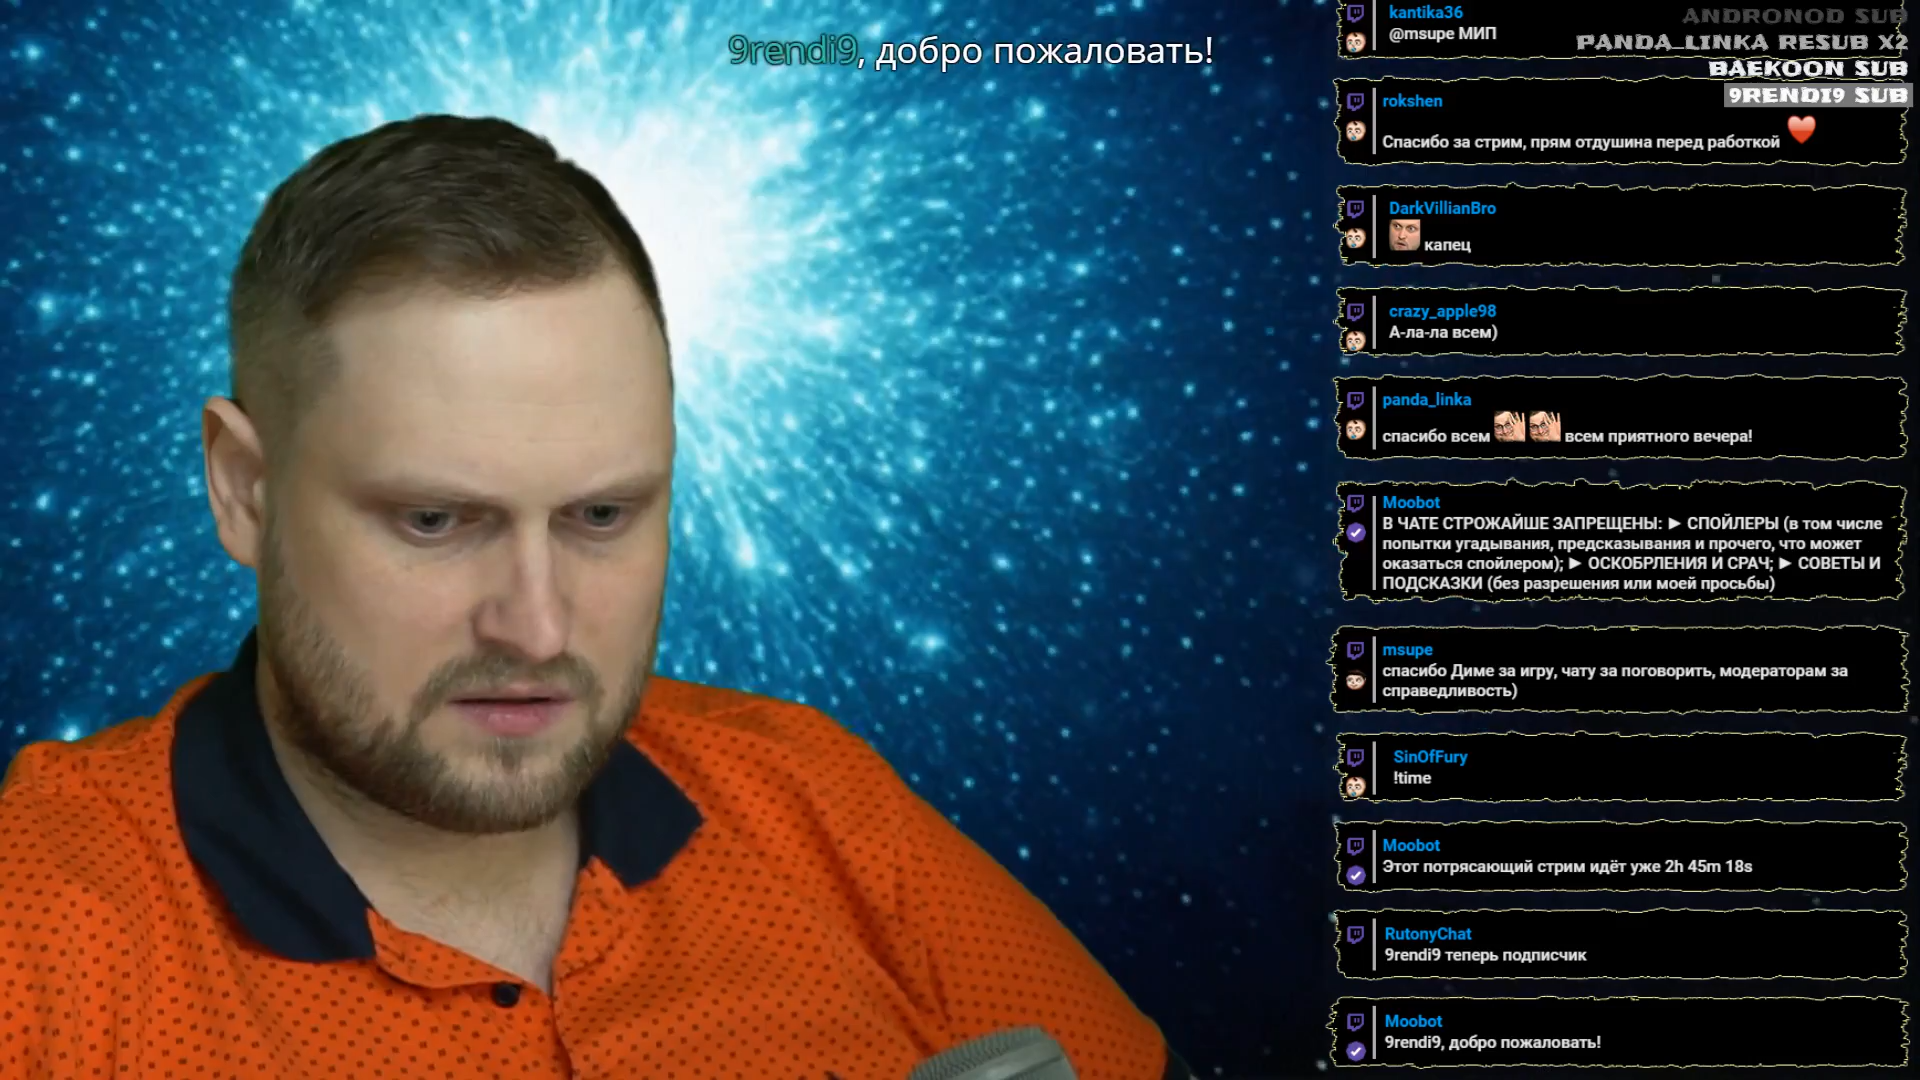 9rendi9, добро пожаловать!
ANDRONOD SUB
PANDA_LINKA RESUB X2
BAEKOON SUB
9RENDI9 SUB
kantika36
@msupe МИП
rokshen
Спасибо за стрим, прям отдушина перед работкой
DarkVillianBro
капец
crazy_apple98
А-ла-ла всем)
panda_linka
спасибо всем всем приятного вечера!
Moobot
В ЧАТЕ СТРОЖАЙШЕ ЗАПРЕЩЕНЫ: ► СПОЙЛЕРЫ (в том числе
попытки угадывания, предсказывания и прочего, что может
оказаться спойлером); ► ОСКОБРЛЕНИЯ И СРАЧ; ► СОВЕТЫ И
ПОДСКАЗКИ (без разрешения или моей просьбы)
msupe
спасибо Диме за игру, чату за поговорить, модераторам за
справедливость)
SinOfFury
!time
Moobot
Этот потрясающий стрим идёт уже 2h 45m 18s
RutonyChat
9rendi9 теперь подписчик
Moobot
9rendi9, добро пожаловать!